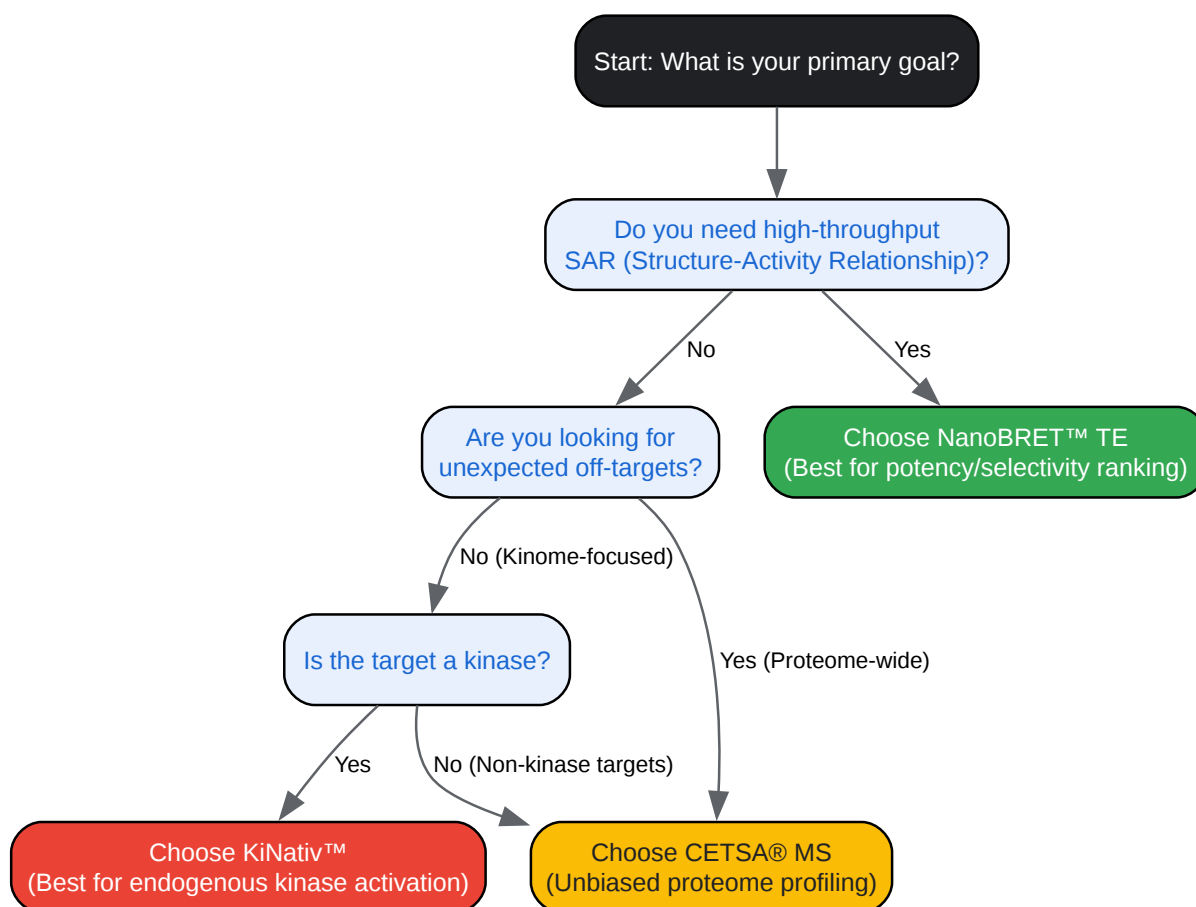 Start: What is your primary goal?
Do you need high-throughput
SAR (Structure-Activity Relationship)?
No
Yes
Are you looking for
unexpected off-targets?
Choose NanoBRET™ TE
(Best for potency/selectivity ranking)
No (Kinome-focused)
Is the target a kinase?
Yes (Proteome-wide)
Yes
No (Non-kinase targets)
Choose KiNativ™
(Best for endogenous kinase activation)
Choose CETSA® MS
(Unbiased proteome profiling)